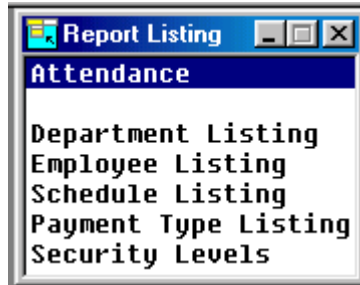 Report Listing
Attendance
Department Listing
Employee Listing
Schedule Listing
Payment Type Listing
Security Levels